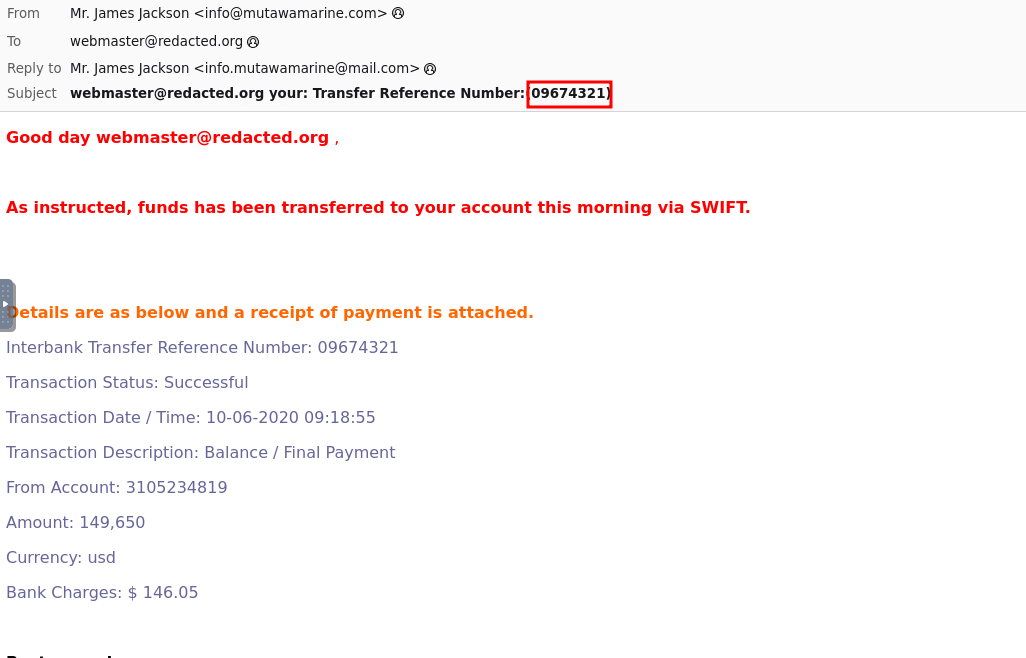 From Mr. James Jackson <info@mutawamarine.com>
To webmaster@redacted.org
Reply to Mr. James Jackson <info.mutawamarine@mail.com>
Subject webmaster@redacted.org your: Transfer Reference Number:(09674321)
Good day webmaster@redacted.org ,
As instructed, funds has been transferred to your account this morning via SWIFT.
Details are as below and a receipt of payment is attached.
Interbank Transfer Reference Number: 09674321
Transaction Status: Successful
Transaction Date / Time: 10-06-2020 09:18:55
Transaction Description: Balance / Final Payment
From Account: 3105234819
Amount: 149,650
Currency: usd
Bank Charges: $ 146.05